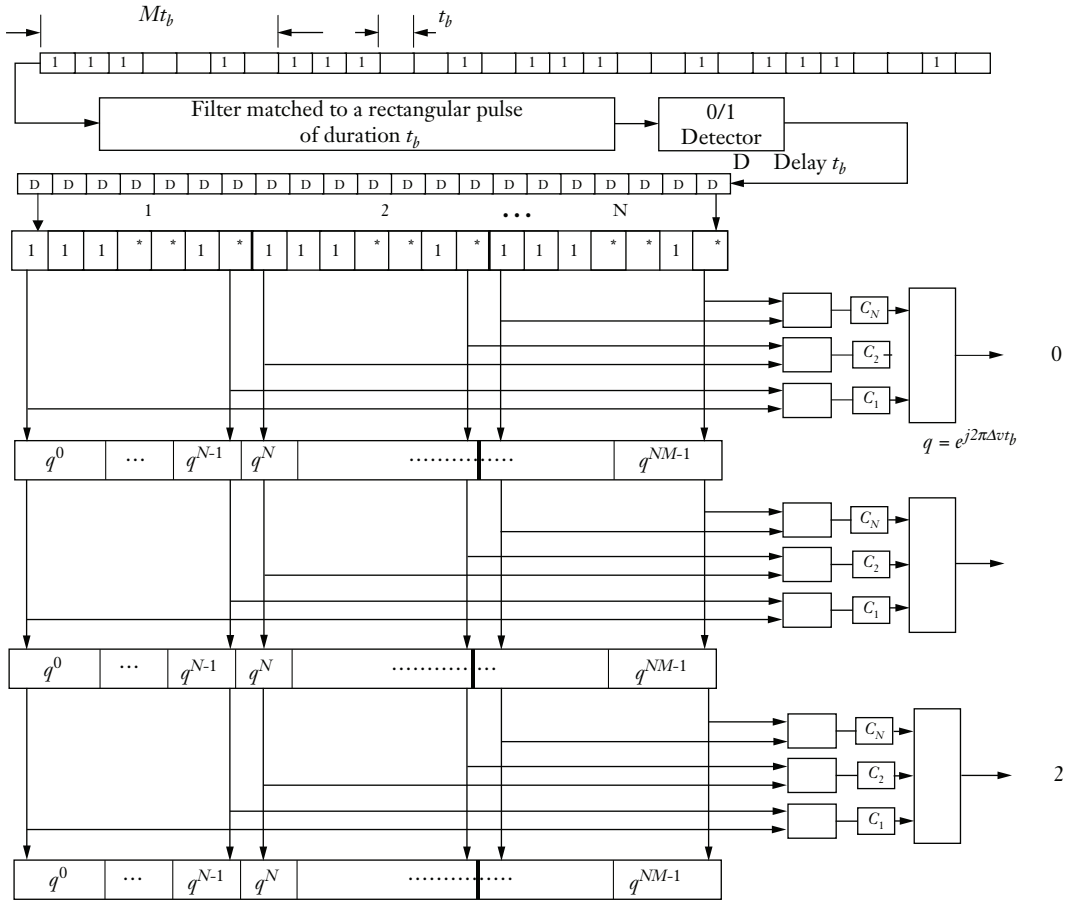 Mt_b t_b
1 1 1 1 1 1 1 1 1 1 1 1 1 1 1 1
Filter matched to a rectangular pulse
of duration t_b
0/1
Detector
D Delay t_b
D D D D D D D D D D D D D D D D D D D D D
1 2 ... N
1 1 1 * * 1 * 1 1 1 * * 1 * 1 1 1 * * 1 *
C_N
C_2
0
C_1
q = e^{j2πΔvt_b}
q^0 ... q^{N-1} q^N ............... q^{NM-1}
C_N
C_2
C_1
q^0 ... q^{N-1} q^N ............... q^{NM-1}
C_N
C_2
2
C_1
q^0 ... q^{N-1} q^N ............... q^{NM-1}